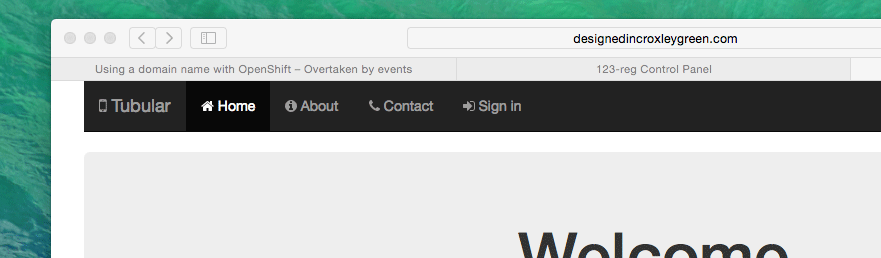 designedincroxleygreen.com
Using a domain name with OpenShift – Overtaken by events
123-reg Control Panel
Tubular Home About Contact Sign in
Welcome